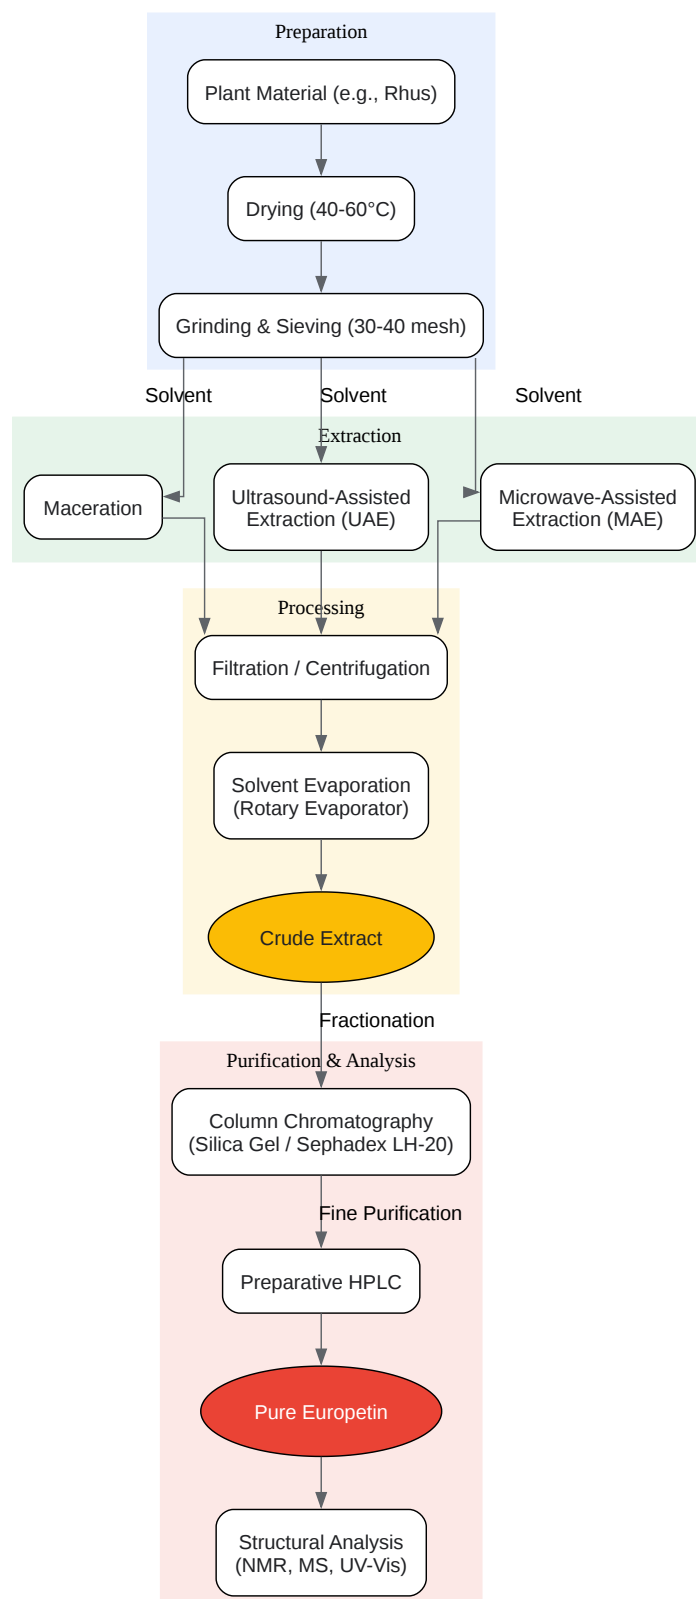 Preparation
Plant Material (e.g., Rhus)
Drying (40-60°C)
Grinding & Sieving (30-40 mesh)
Solvent
Solvent
Solvent
Extraction
Maceration
Ultrasound-Assisted
Extraction (UAE)
Microwave-Assisted
Extraction (MAE)
Processing
Filtration / Centrifugation
Solvent Evaporation
(Rotary Evaporator)
Crude Extract
Fractionation
Purification & Analysis
Column Chromatography
(Silica Gel / Sephadex LH-20)
Fine Purification
Preparative HPLC
Pure Europetin
Structural Analysis
(NMR, MS, UV-Vis)